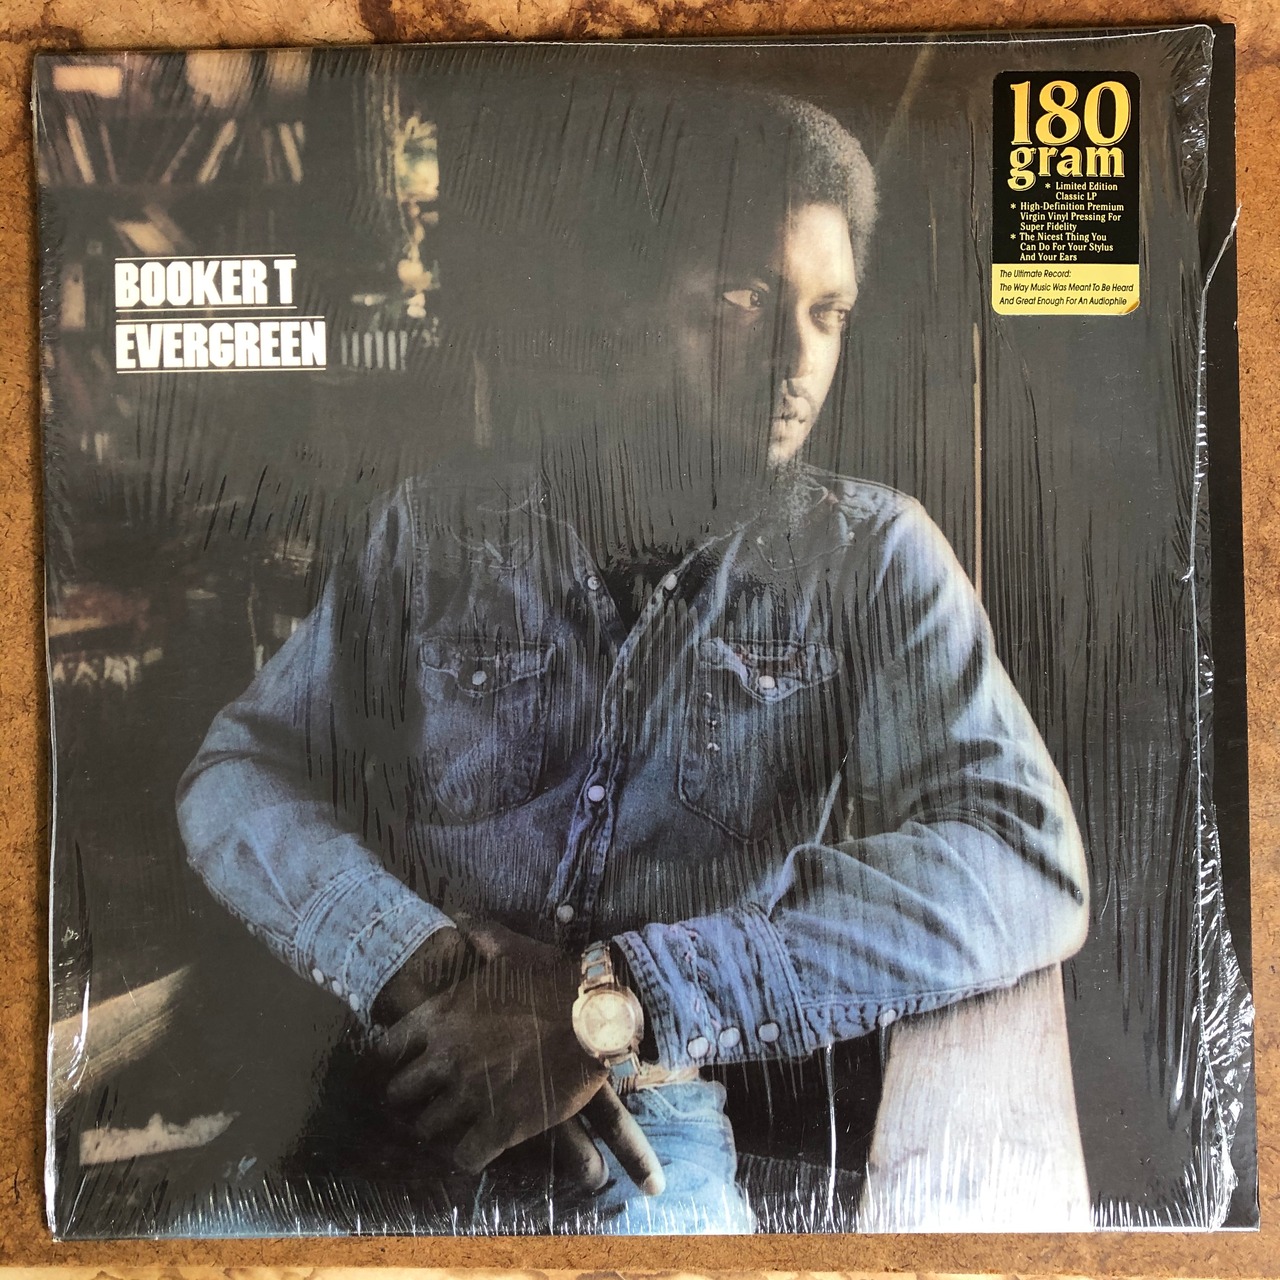 BOOKER T
EVERGREEN
180
gram
* Limited Edition
Classic LP
* High-Definition Premium
Virgin Vinyl Pressing For
Super Fidelity
* The Nicest Thing You
Can Do For Your Stylus
And Your Ears
The Ultimate Record:
The Way Music Was Meant To Be Heard
And Great Enough For An Audiophile